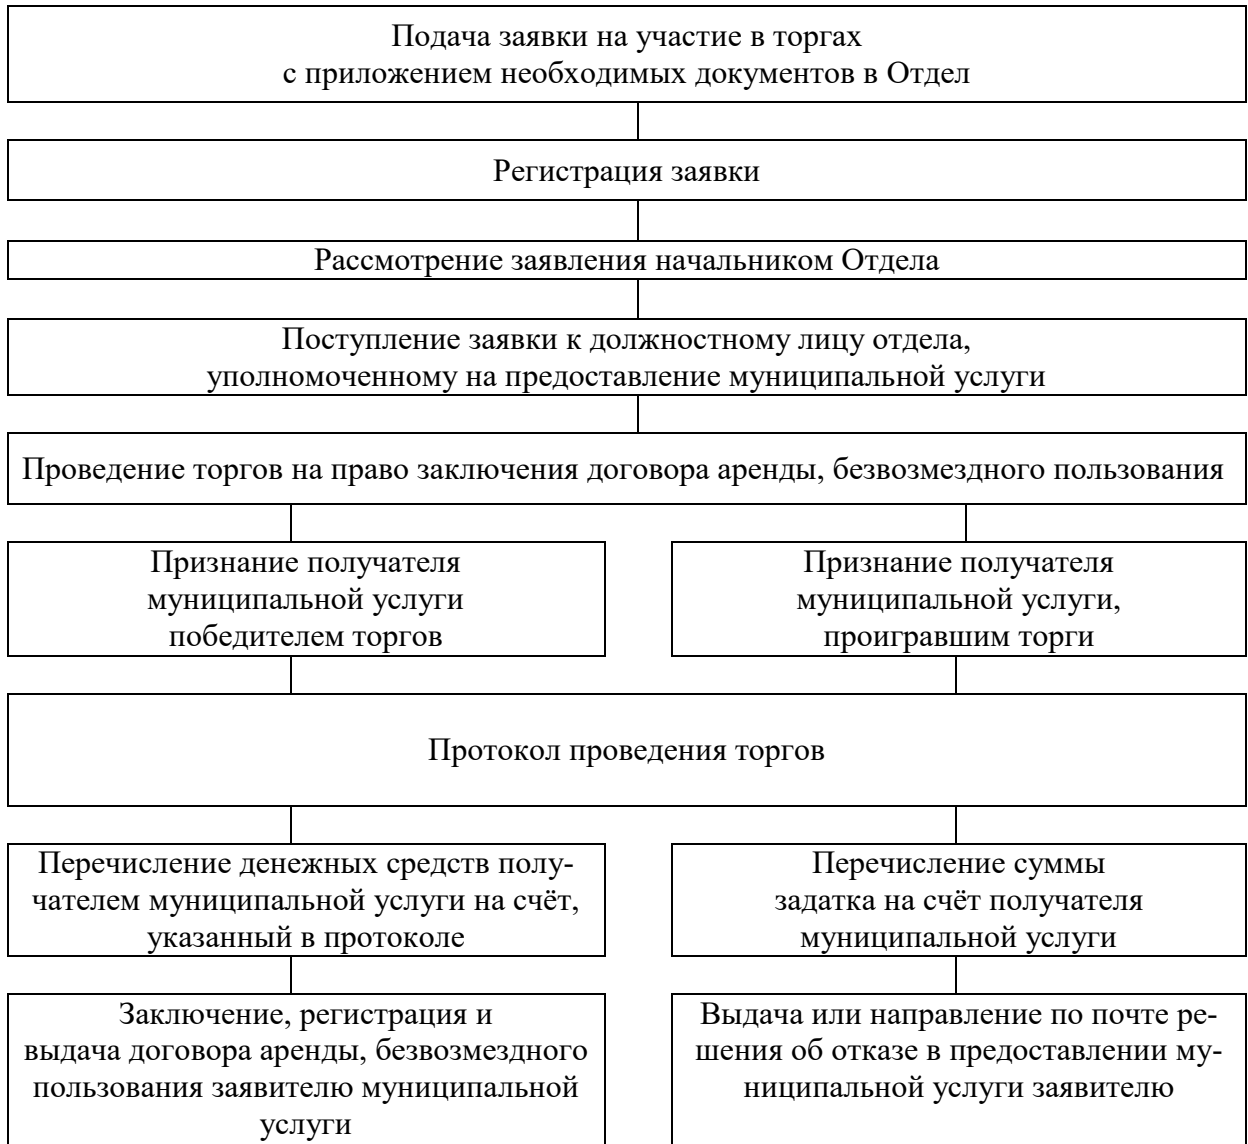 Подача заявки на участие в торгах
с приложением необходимых документов в Отдел
Регистрация заявки
Рассмотрение заявления начальником Отдела
Поступление заявки к должностному лицу отдела,
уполномоченному на предоставление муниципальной услуги
Проведение торгов на право заключения договора аренды, безвозмездного пользования
Признание получателя
муниципальной услуги
победителем торгов
Признание получателя
муниципальной услуги,
проигравшим торги
Протокол проведения торгов
Перечисление денежных средств полу-
чателем муниципальной услуги на счёт,
указанный в протоколе
Перечисление суммы
задатка на счёт получателя
муниципальной услуги
Заключение, регистрация и
выдача договора аренды, безвозмездного
пользования заявителю муниципальной
услуги
Выдача или направление по почте ре-
шения об отказе в предоставлении му-
ниципальной услуги заявителю